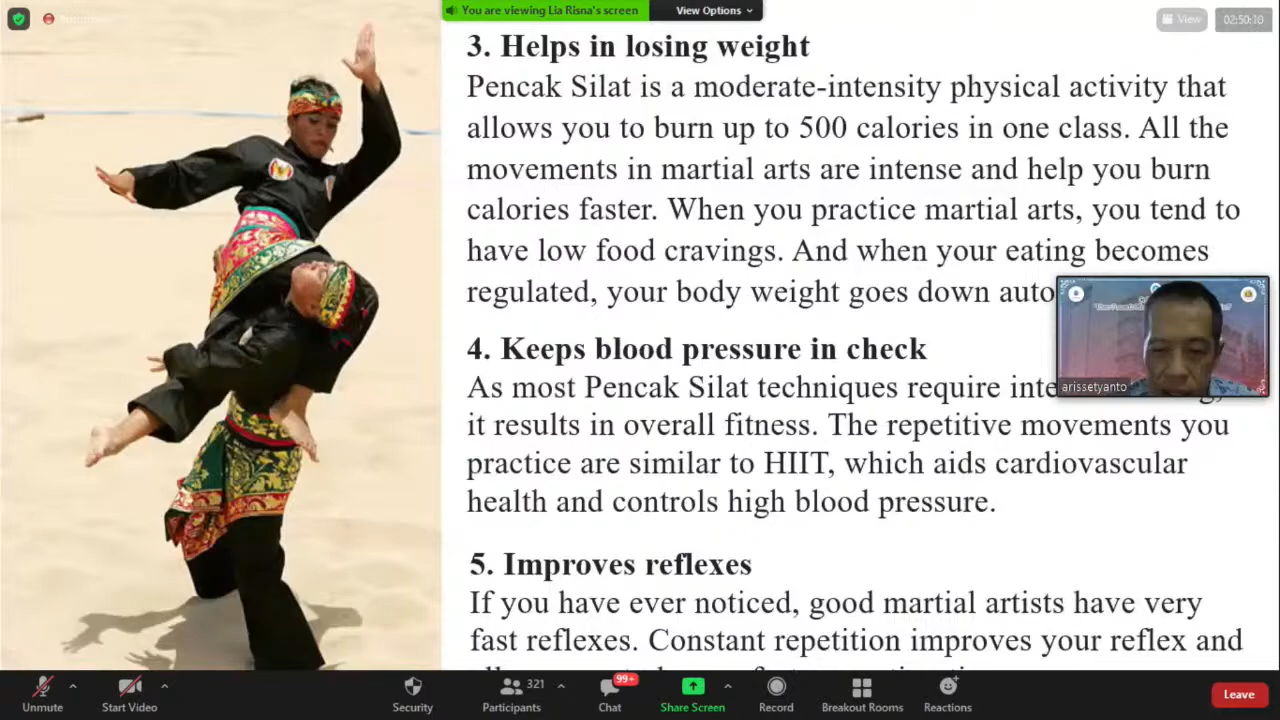 You are viewing Lia Risna's screen
View Options
View
02:50:10
3. Helps in losing weight
Pencak Silat is a moderate-intensity physical activity that
allows you to burn up to 500 calories in one class. All the
movements in martial arts are intense and help you burn
calories faster. When you practice martial arts, you tend to
have low food cravings. And when your eating becomes
regulated, your body weight goes down auto
4. Keeps blood pressure in check
As most Pencak Silat techniques require inte
arissetyanto
it results in overall fitness. The repetitive movements you
practice are similar to HIIT, which aids cardiovascular
health and controls high blood pressure.
5. Improves reflexes
If you have ever noticed, good martial artists have very
fast reflexes. Constant repetition improves your reflex and
Unmute
Start Video
Security
Participants
321
Chat
99+
Share Screen
Record
Breakout Rooms
Reactions
Leave